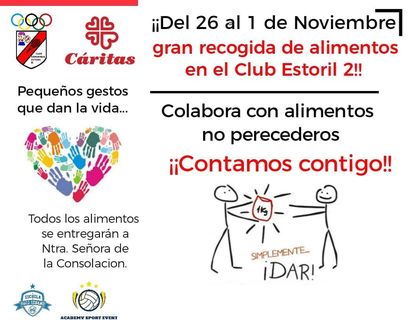 Cáritas
Pequeños gestos
que dan la vida...
Todos los alimentos
se entregarán a
Ntra. Señora de
la Consolacion.
ACADEMY SPORT EVENT
¡¡Del 26 al 1 de Noviembre
gran recogida de alimentos
en el Club Estoril 2!!
Colabora con alimentos
no perecederos
¡¡Contamos contigo!!
1Kg
SIMPLEMENTE...
¡DAR!